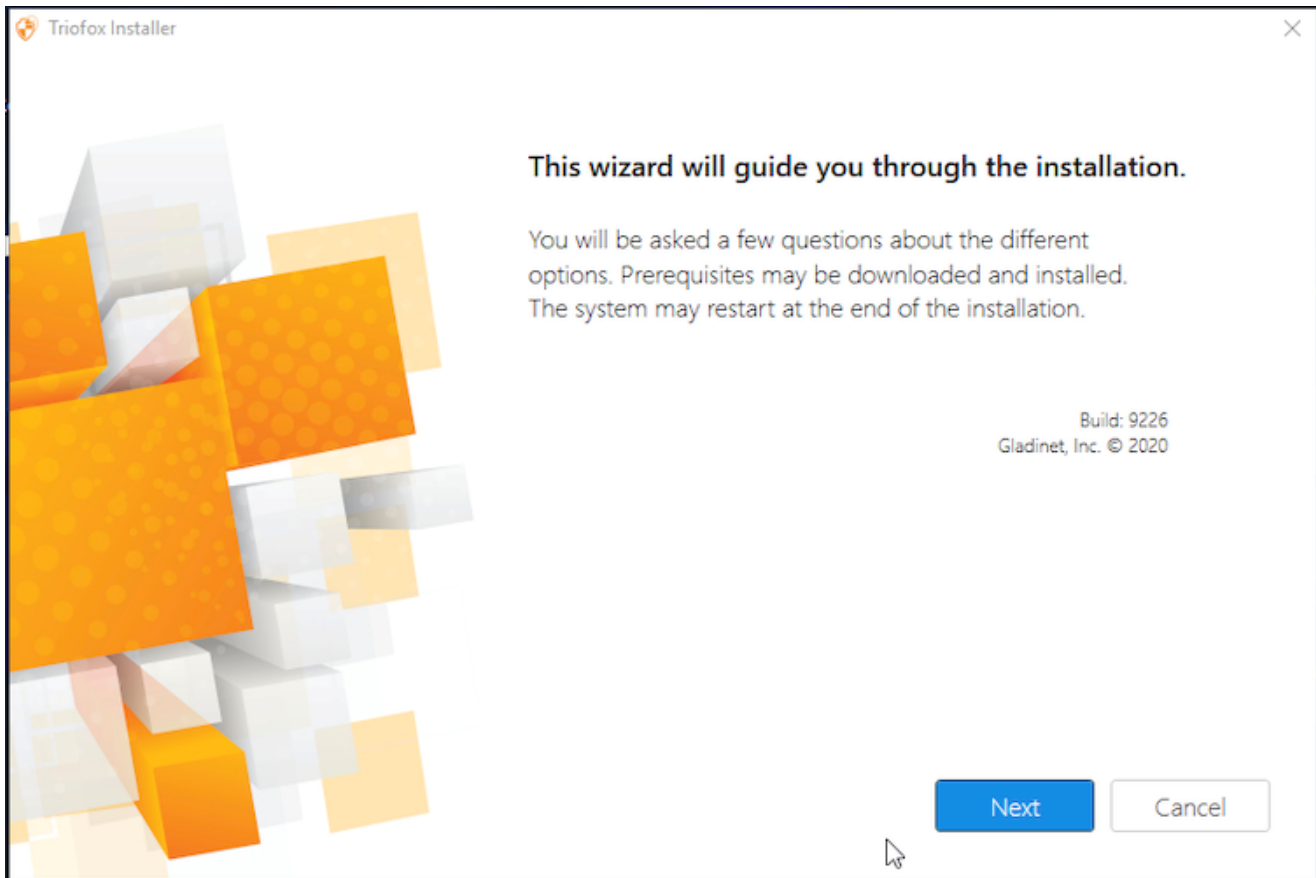 Triofox Installer
This wizard will guide you through the installation.
You will be asked a few questions about the different
options. Prerequisites may be downloaded and installed.
The system may restart at the end of the installation.
Build: 9226
Gladinet, Inc. © 2020
Next
Cancel